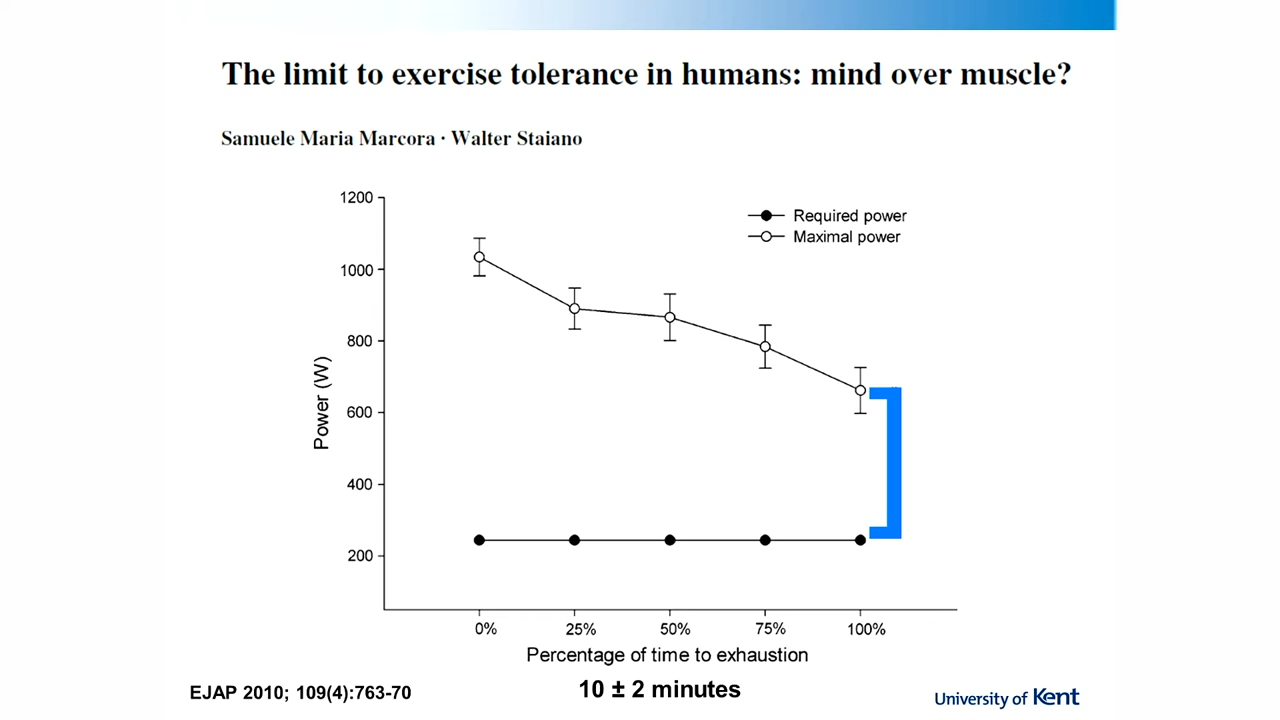 The limit to exercise tolerance in humans: mind over muscle?
Samuele Maria Marcora · Walter Staiano
Required power
Maximal power
1200
1000
800
600
400
200
Power (W)
0% 25% 50% 75% 100%
Percentage of time to exhaustion
EJAP 2010; 109(4):763-70
10 ± 2 minutes
University of Kent